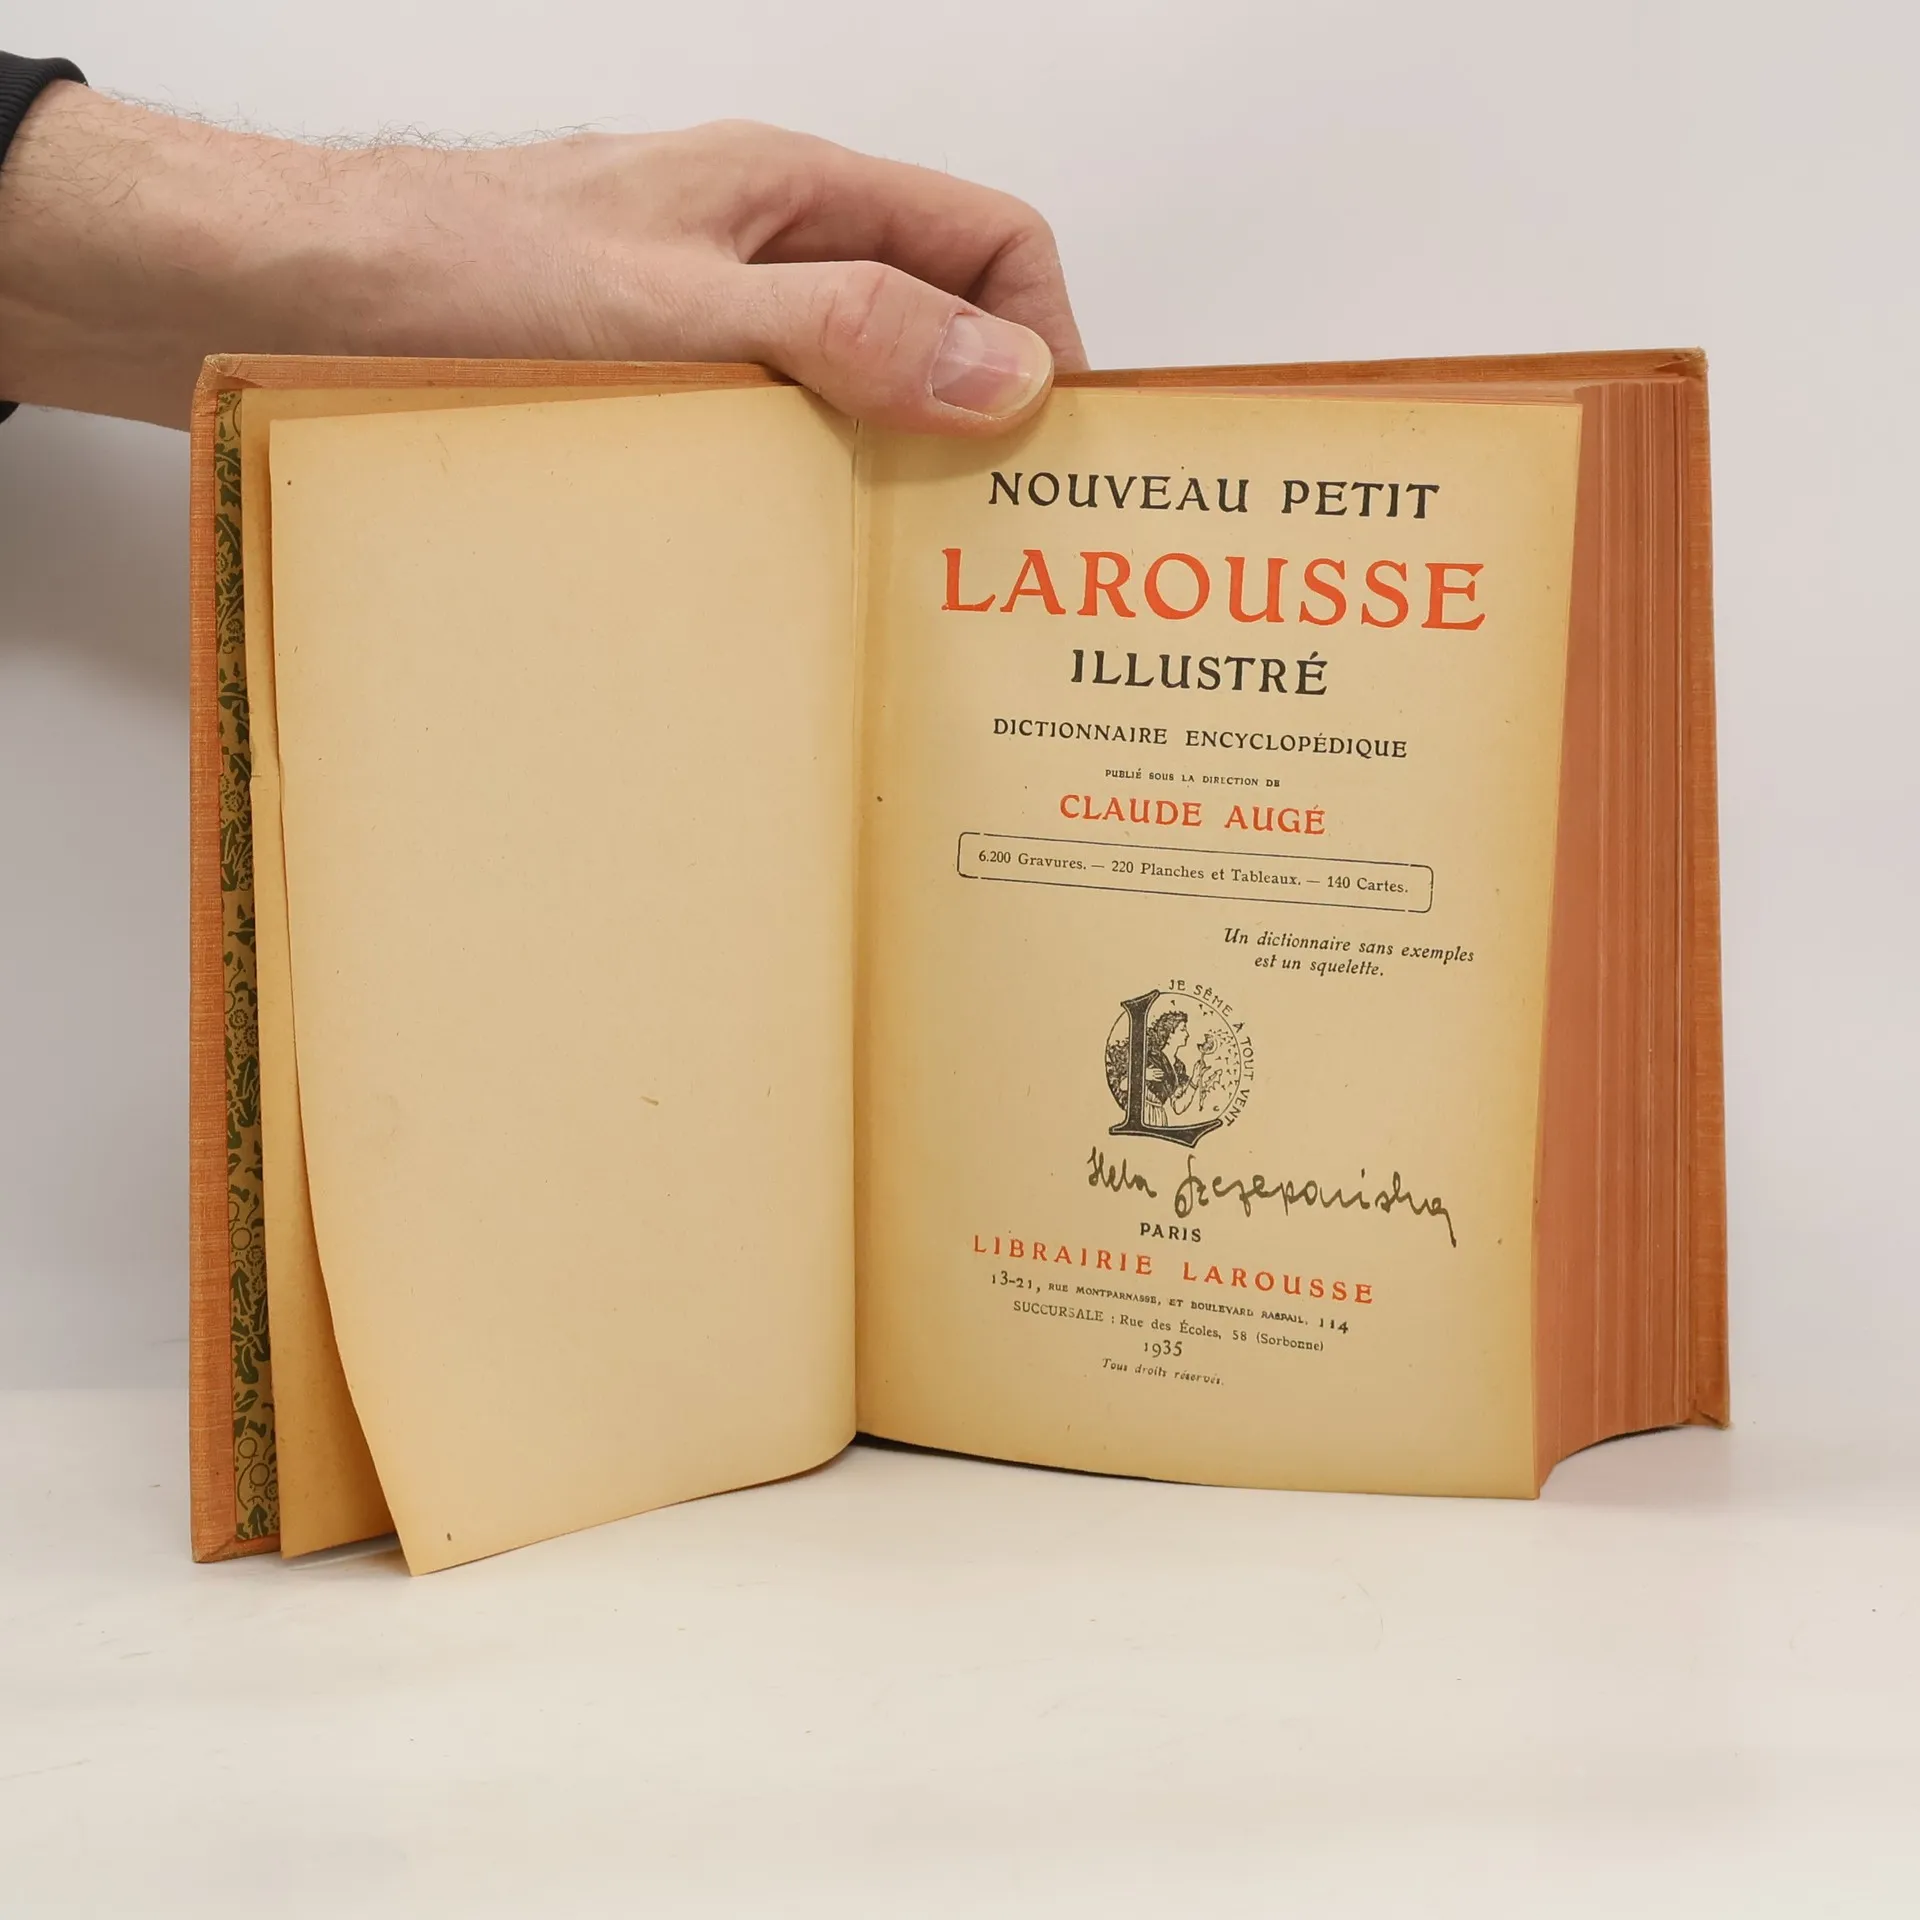 NOUVEAU PETIT
LAROUSSE
ILLUSTRÉ
DICTIONNAIRE ENCYCLOPÉDIQUE
PUBLIÉ SOUS LA DIRECTION DE
CLAUDE AUGÉ
6.200 Gravures. — 220 Planches et Tableaux. — 140 Cartes.
Un dictionnaire sans exemples
est un squelette.
JE SÈME À TOUT VENT
L
Hela Szczepańska
PARIS
LIBRAIRIE LAROUSSE
13-21, RUE MONTPARNASSE, ET BOULEVARD RASPAIL, 114
SUCCURSALE : Rue des Écoles, 58 (Sorbonne)
1935
Tous droits réservés.